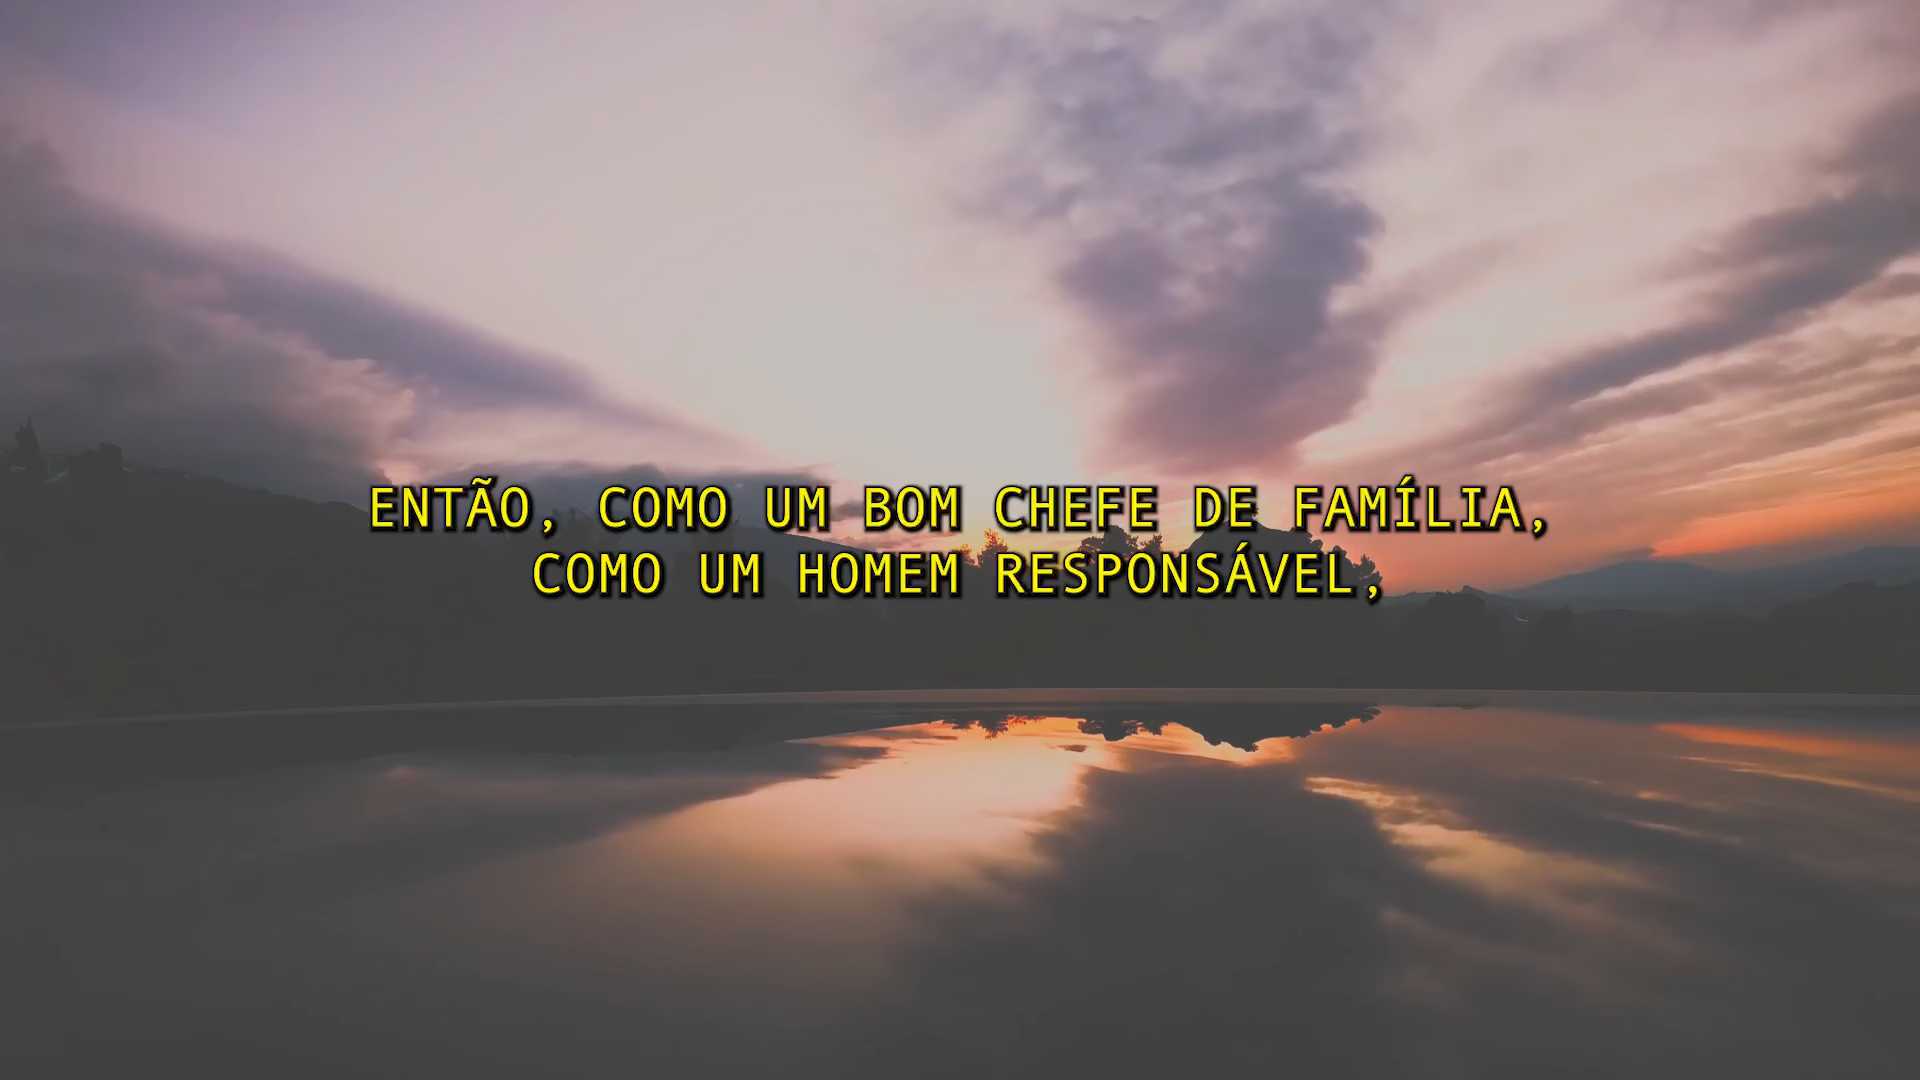 ENTÃO, COMO UM BOM CHEFE DE FAMÍLIA,
COMO UM HOMEM RESPONSÁVEL,